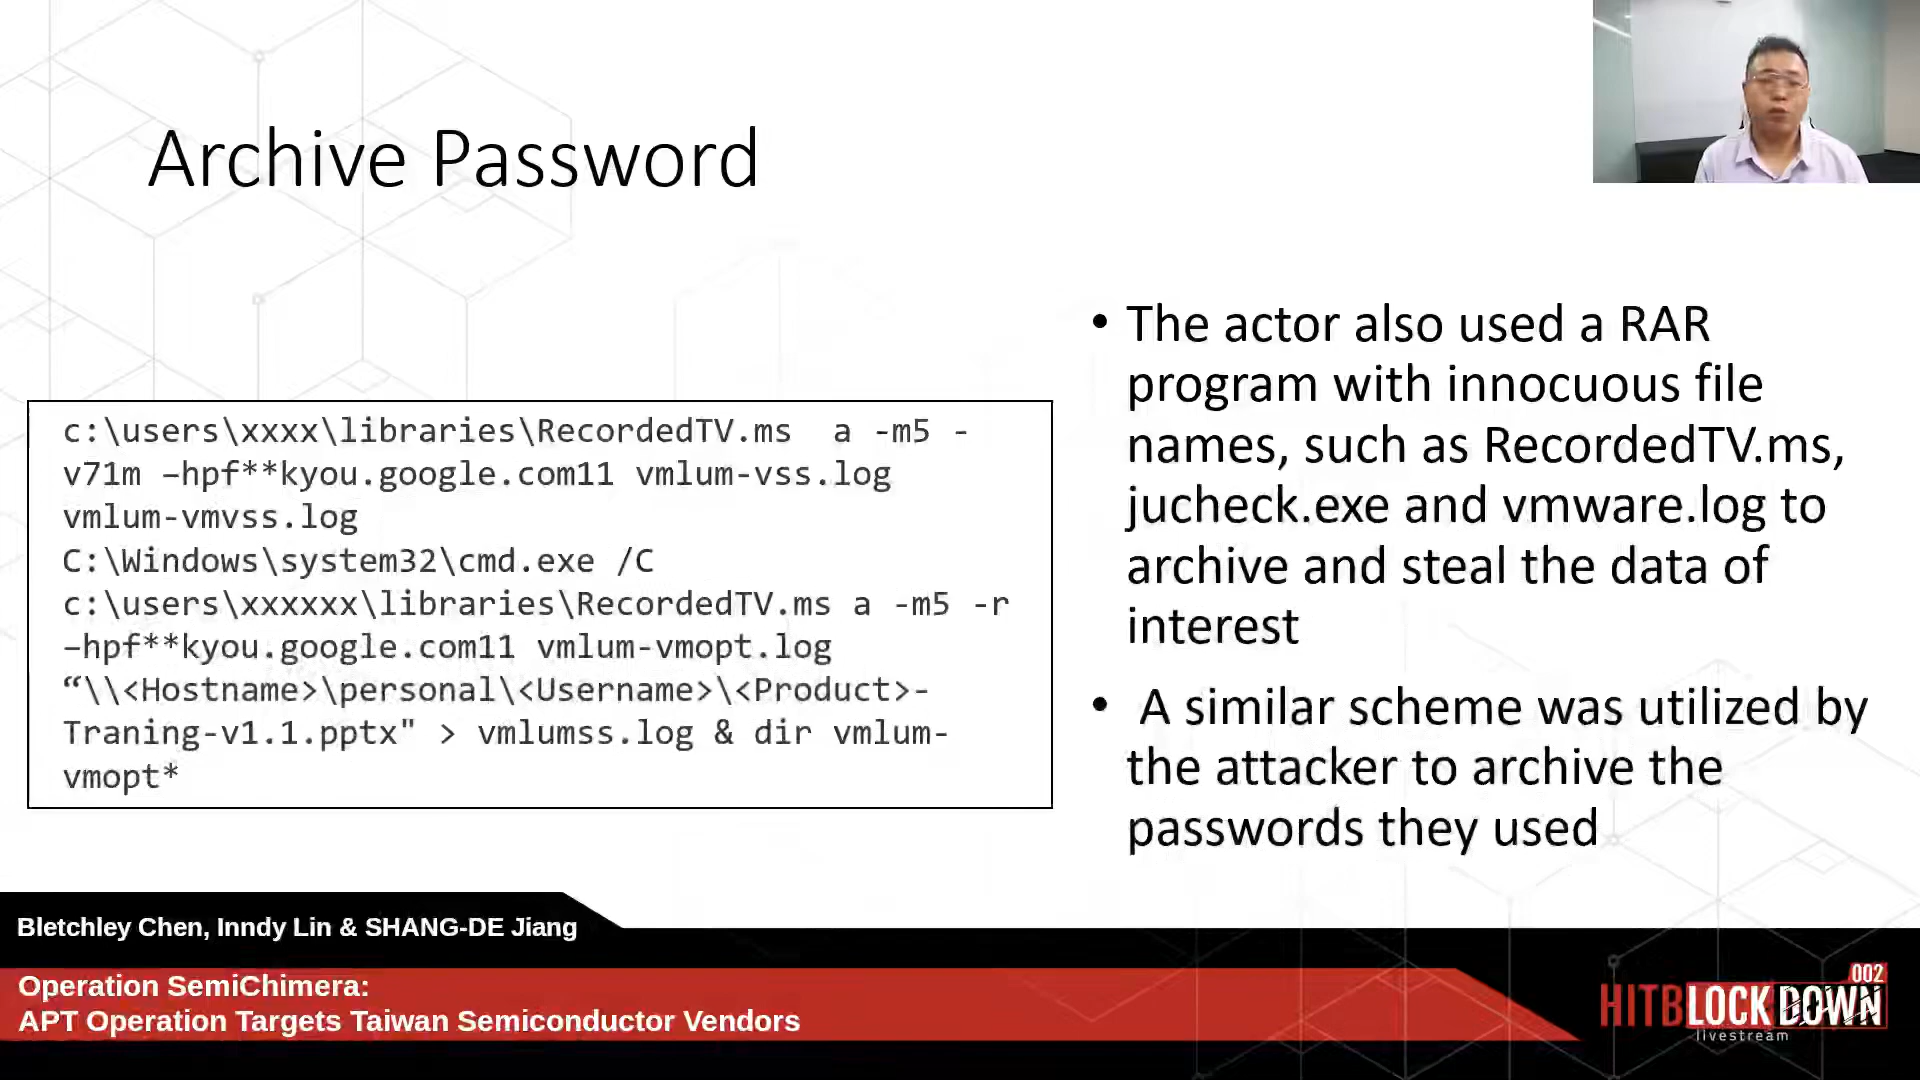 Archive Password
c:\users\xxxx\libraries\RecordedTV.ms  a -m5 -
v71m –hpf**kyou.google.com11 vmlum-vss.log
vmlum-vmvss.log
C:\Windows\system32\cmd.exe /C
c:\users\xxxxxx\libraries\RecordedTV.ms a -m5 -r
–hpf**kyou.google.com11 vmlum-vmopt.log
“\\<Hostname>\personal\<Username>\<Product>-
Traning-v1.1.pptx" > vmlumss.log & dir vmlum-
vmopt*
• The actor also used a RAR
program with innocuous file
names, such as RecordedTV.ms,
jucheck.exe and vmware.log to
archive and steal the data of
interest
• A similar scheme was utilized by
the attacker to archive the
passwords they used
Bletchley Chen, Inndy Lin & SHANG-DE Jiang
Operation SemiChimera:
APT Operation Targets Taiwan Semiconductor Vendors
002
HITBLOCKDOWN
livestream